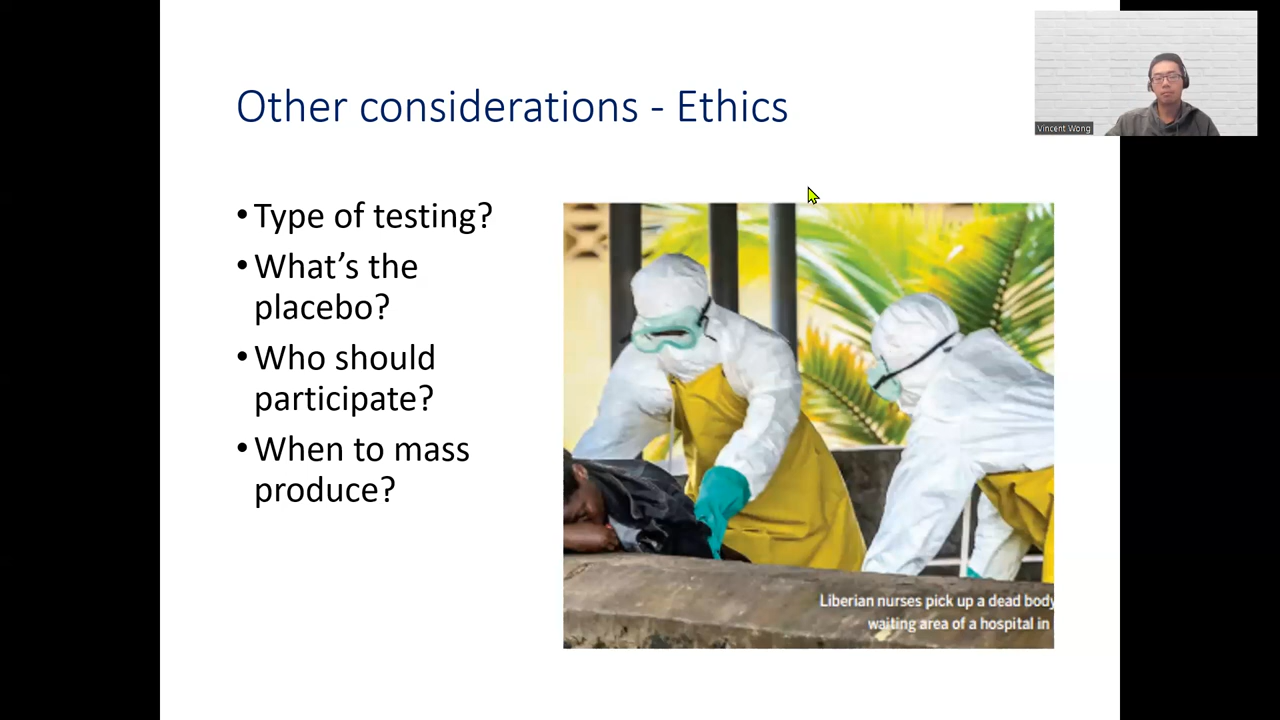 Other considerations - Ethics
Vincent Wong
• Type of testing?
• What’s the
placebo?
• Who should
participate?
• When to mass
produce?
Liberian nurses pick up a dead body
waiting area of a hospital in